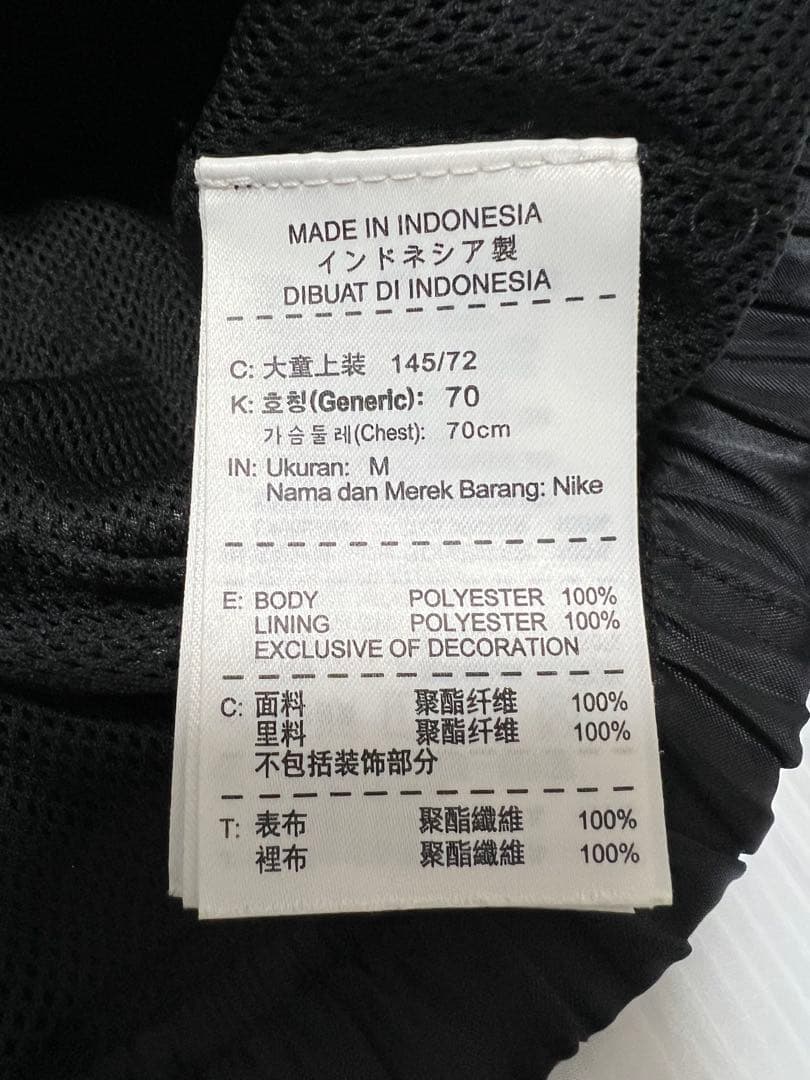 MADE IN INDONESIA
インドネシア製
DIBUAT DI INDONESIA
C: 大童上装 145/72
K: 호칭(Generic): 70
가슴둘레(Chest): 70cm
IN: Ukuran: M
Nama dan Merek Barang: Nike
E: BODY POLYESTER 100%
LINING POLYESTER 100%
EXCLUSIVE OF DECORATION
C: 面料 聚酯纤维 100%
里料 聚酯纤维 100%
不包括装饰部分
T: 表布 聚酯纖維 100%
裡布 聚酯纖維 100%